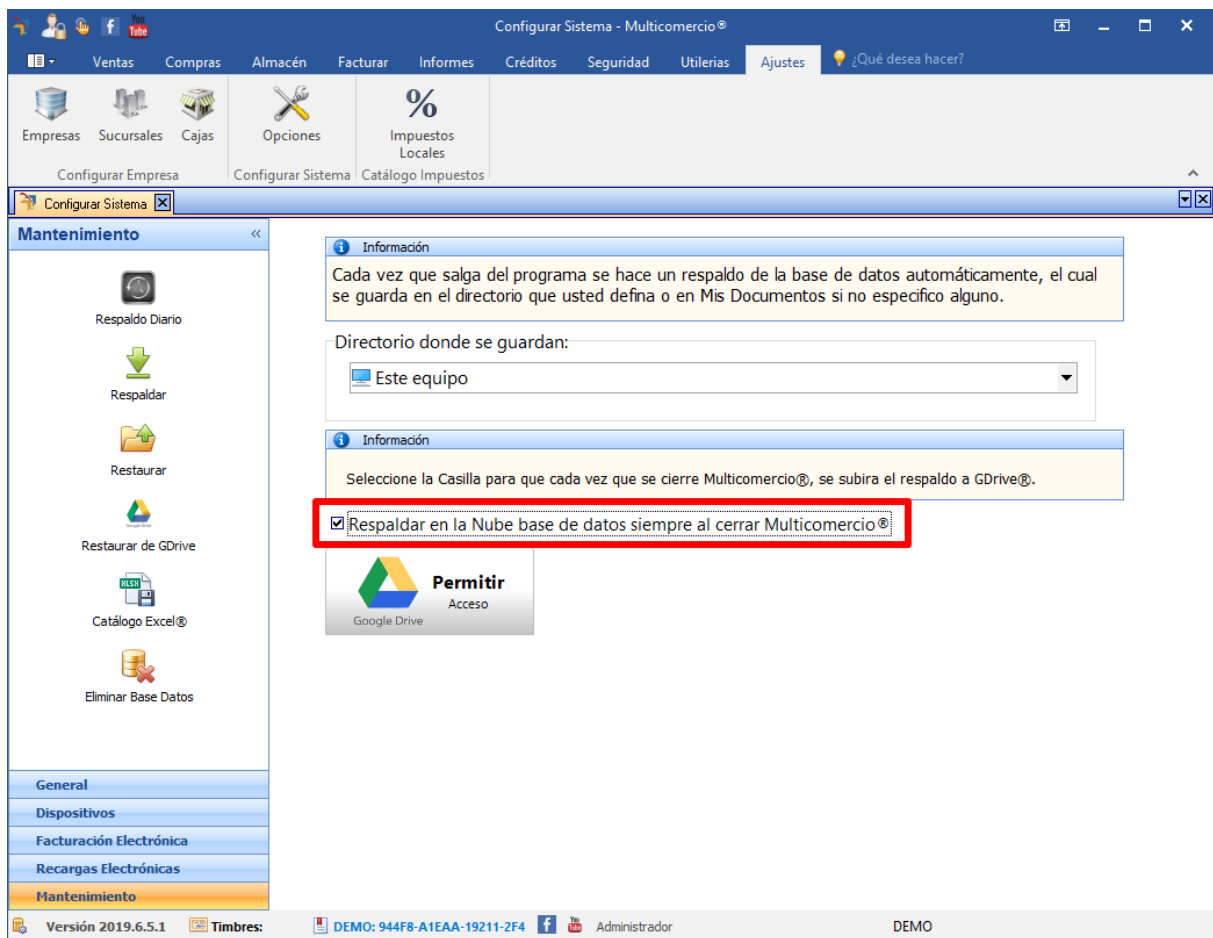 You
Tube
Configurar Sistema - Multicomercio®
Ventas Compras Almacén Facturar Informes Créditos Seguridad Utilerias Ajustes ¿Qué desea hacer?
Empresas Sucursales Cajas Opciones % Impuestos
Locales
Configurar Empresa Configurar Sistema Catálogo Impuestos
Configurar Sistema
Mantenimiento «
Respaldo Diario
Respaldar
Restaurar
Restaurar de GDrive
XLSX
Catálogo Excel®
Eliminar Base Datos
General
Dispositivos
Facturación Electrónica
Recargas Electrónicas
Mantenimiento
Información
Cada vez que salga del programa se hace un respaldo de la base de datos automáticamente, el cual
se guarda en el directorio que usted defina o en Mis Documentos si no especifico alguno.
Directorio donde se guardan:
Este equipo
Información
Seleccione la Casilla para que cada vez que se cierre Multicomercio®, se subira el respaldo a GDrive®.
Respaldar en la Nube base de datos siempre al cerrar Multicomercio®
Permitir
Acceso
Google Drive
Versión 2019.6.5.1 Timbres: DEMO: 944F8-A1EAA-19211-2F4 You Tube Administrador DEMO